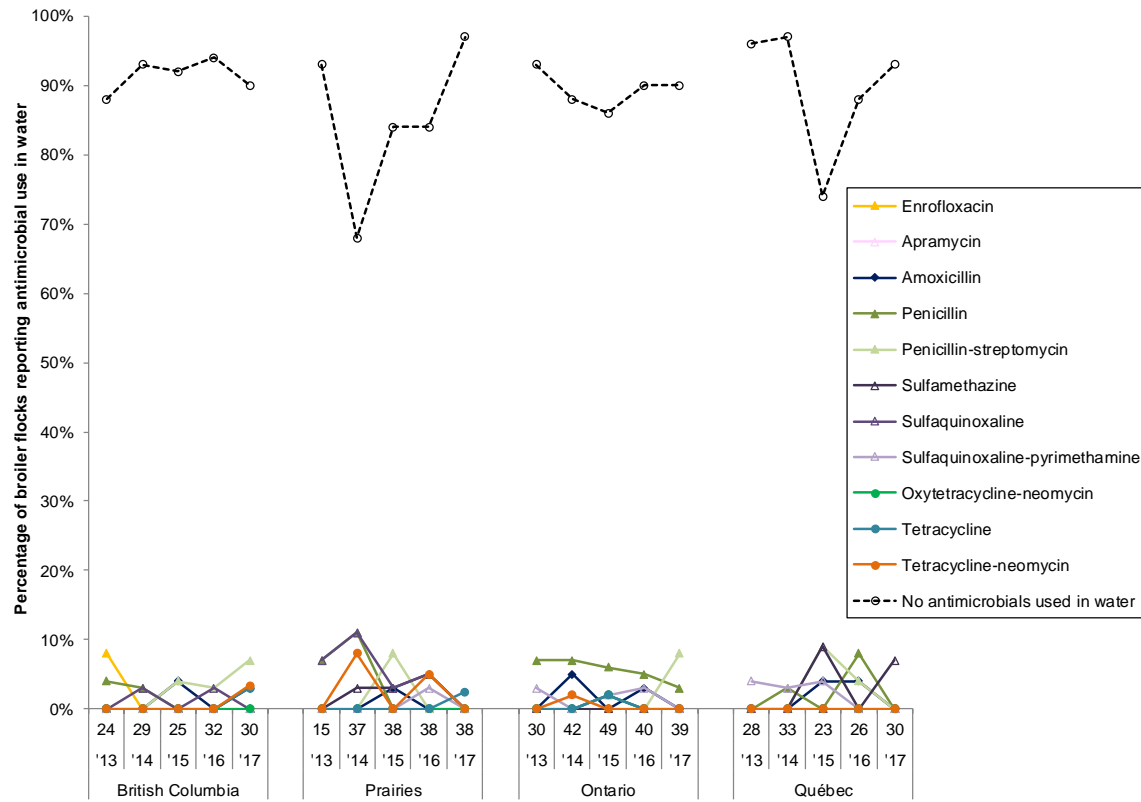 Percentage of broiler flocks reporting antimicrobial use in water
100%
90%
80%
70%
60%
50%
40%
30%
20%
10%
0%
Enrofloxacin
Apramycin
Amoxicillin
Penicillin
Penicillin-streptomycin
Sulfamethazine
Sulfaquinoxaline
Sulfaquinoxaline-pyrimethamine
Oxytetracycline-neomycin
Tetracycline
Tetracycline-neomycin
No antimicrobials used in water
24 29 25 32 30 15 37 38 38 38 30 42 49 40 39 28 33 23 26 30
'13 '14 '15 '16 '17 '13 '14 '15 '16 '17 '13 '14 '15 '16 '17 '13 '14 '15 '16 '17
British Columbia Prairies Ontario Québec